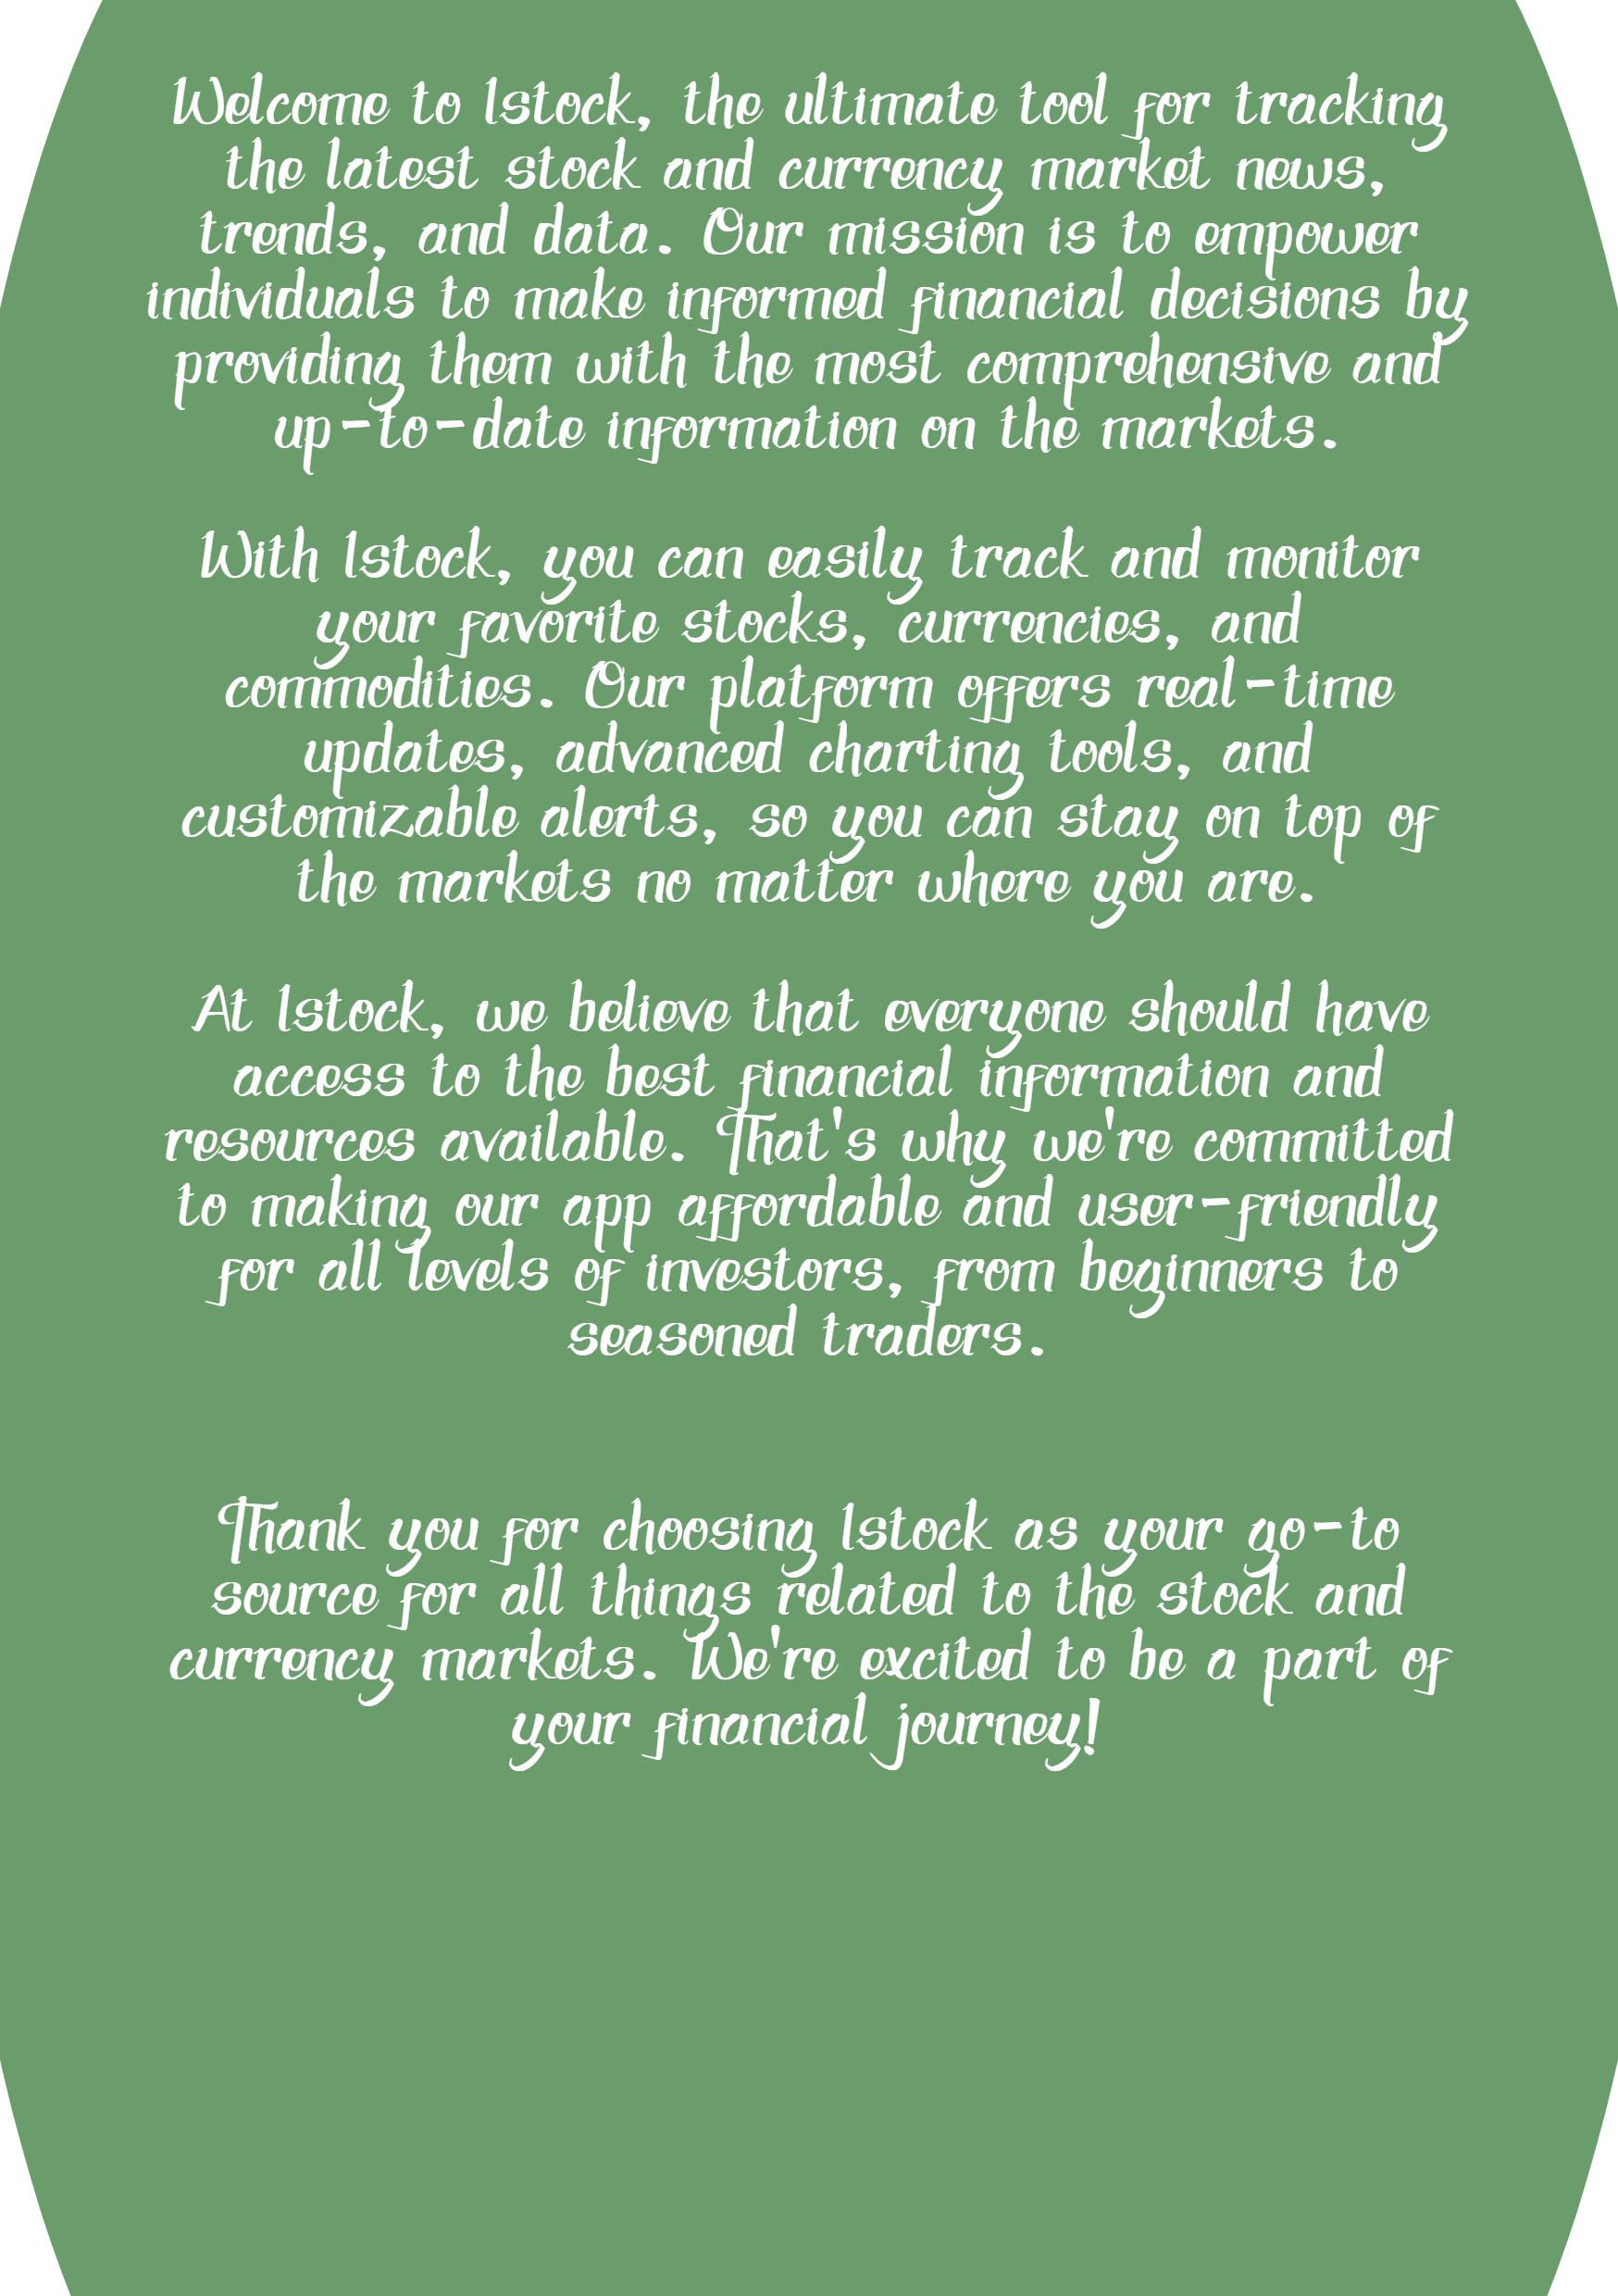 Welcome to Istock, the ultimate tool for tracking
the latest stock and currency market news,
trends, and data. Our mission is to empower
individuals to make informed financial decisions by
providing them with the most comprehensive and
up-to-date information on the markets.
With Istock, you can easily track and monitor
your favorite stocks, currencies, and
commodities. Our platform offers real-time
updates, advanced charting tools, and
customizable alerts, so you can stay on top of
the markets no matter where you are.
At Istock, we believe that everyone should have
access to the best financial information and
resources available. That's why we're committed
to making our app affordable and user-friendly
for all levels of investors, from beginners to
seasoned traders.
Thank you for choosing Istock as your go-to
source for all things related to the stock and
currency markets. We're excited to be a part of
your financial journey!